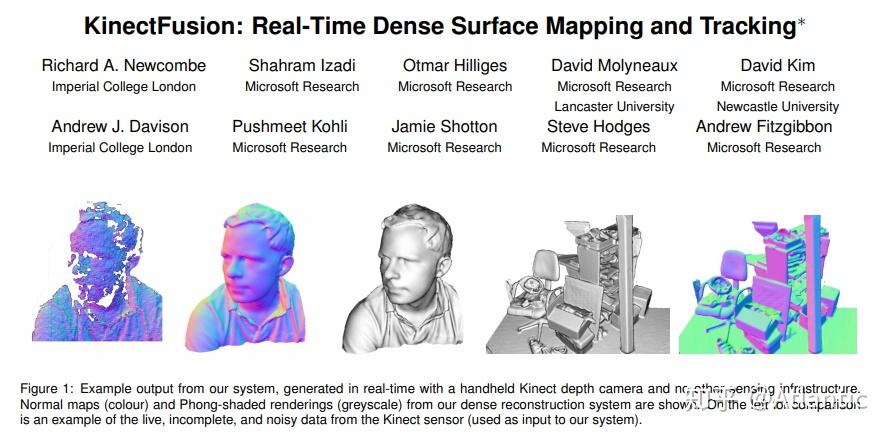 KinectFusion: Real-Time Dense Surface Mapping and Tracking*
Richard A. Newcombe Shahram Izadi Otmar Hilliges David Molyneaux David Kim
Imperial College London Microsoft Research Microsoft Research Microsoft Research Microsoft Research
Lancaster University Newcastle University
Andrew J. Davison Pushmeet Kohli Jamie Shotton Steve Hodges Andrew Fitzgibbon
Imperial College London Microsoft Research Microsoft Research Microsoft Research Microsoft Research
Figure 1: Example output from our system, generated in real-time with a handheld Kinect depth camera and no other sensing infrastructure.
Normal maps (colour) and Phong-shaded renderings (greyscale) from our dense reconstruction system are shown. On the left for comparison
is an example of the live, incomplete, and noisy data from the Kinect sensor (used as input to our system).
知乎 @Atlantic